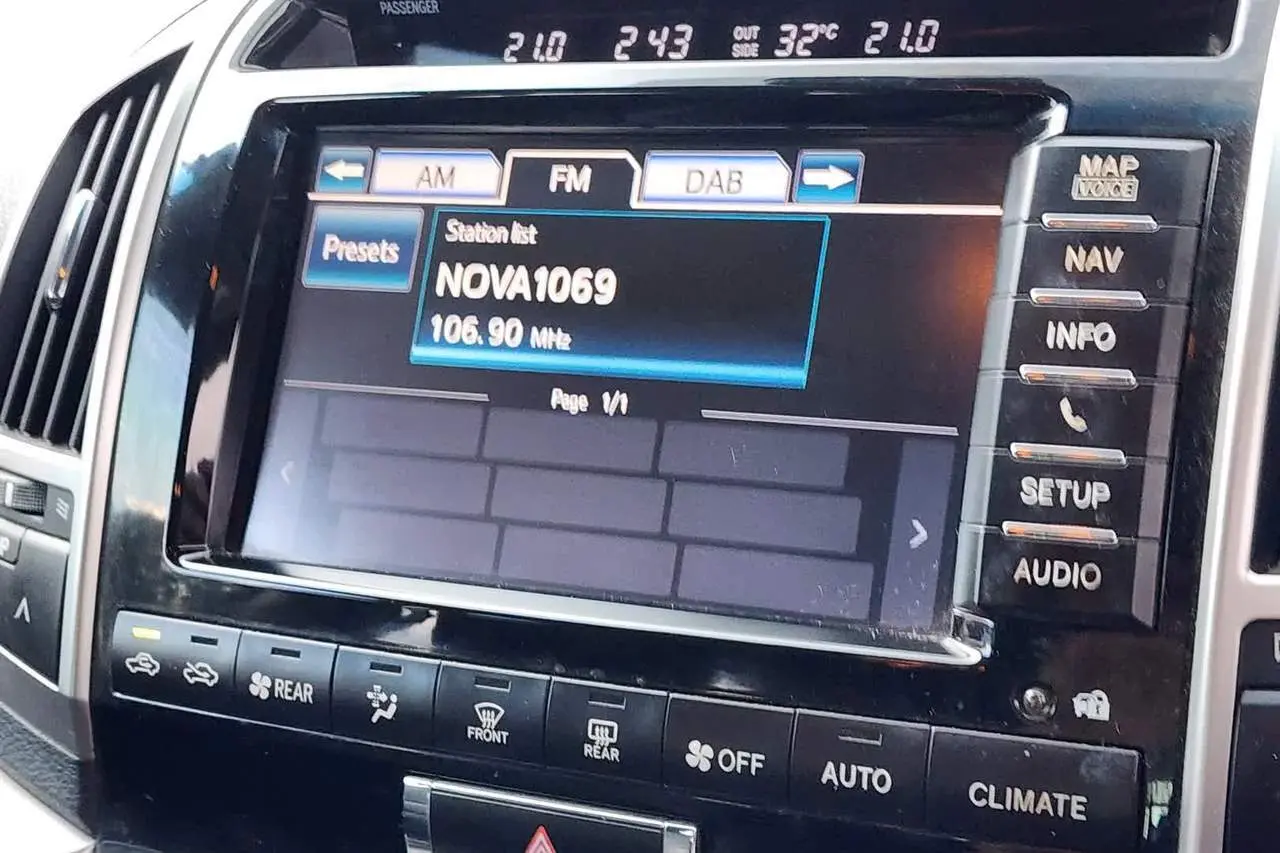 PASSENGER
21.0 2 43 OUT SIDE 32°C 21.0
AM FM DAB
Presets
Station list
NOVA1069
106.90 MHz
Page 1/1
MAP
VOICE
NAV
INFO
SETUP
AUDIO
REAR
FRONT
REAR
OFF
AUTO
CLIMATE